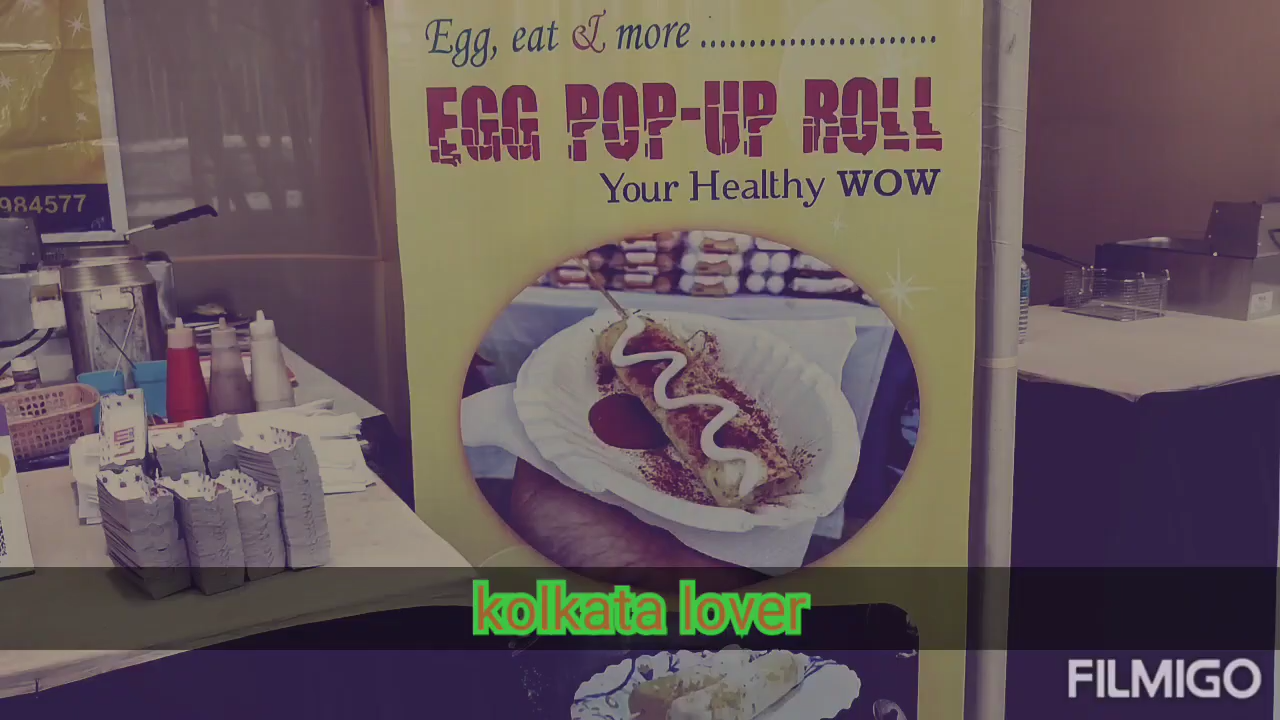 Egg, eat & more ........................
EGG POP-UP ROLL
Your Healthy WOW
984577
kolkata lover
FILMIGO